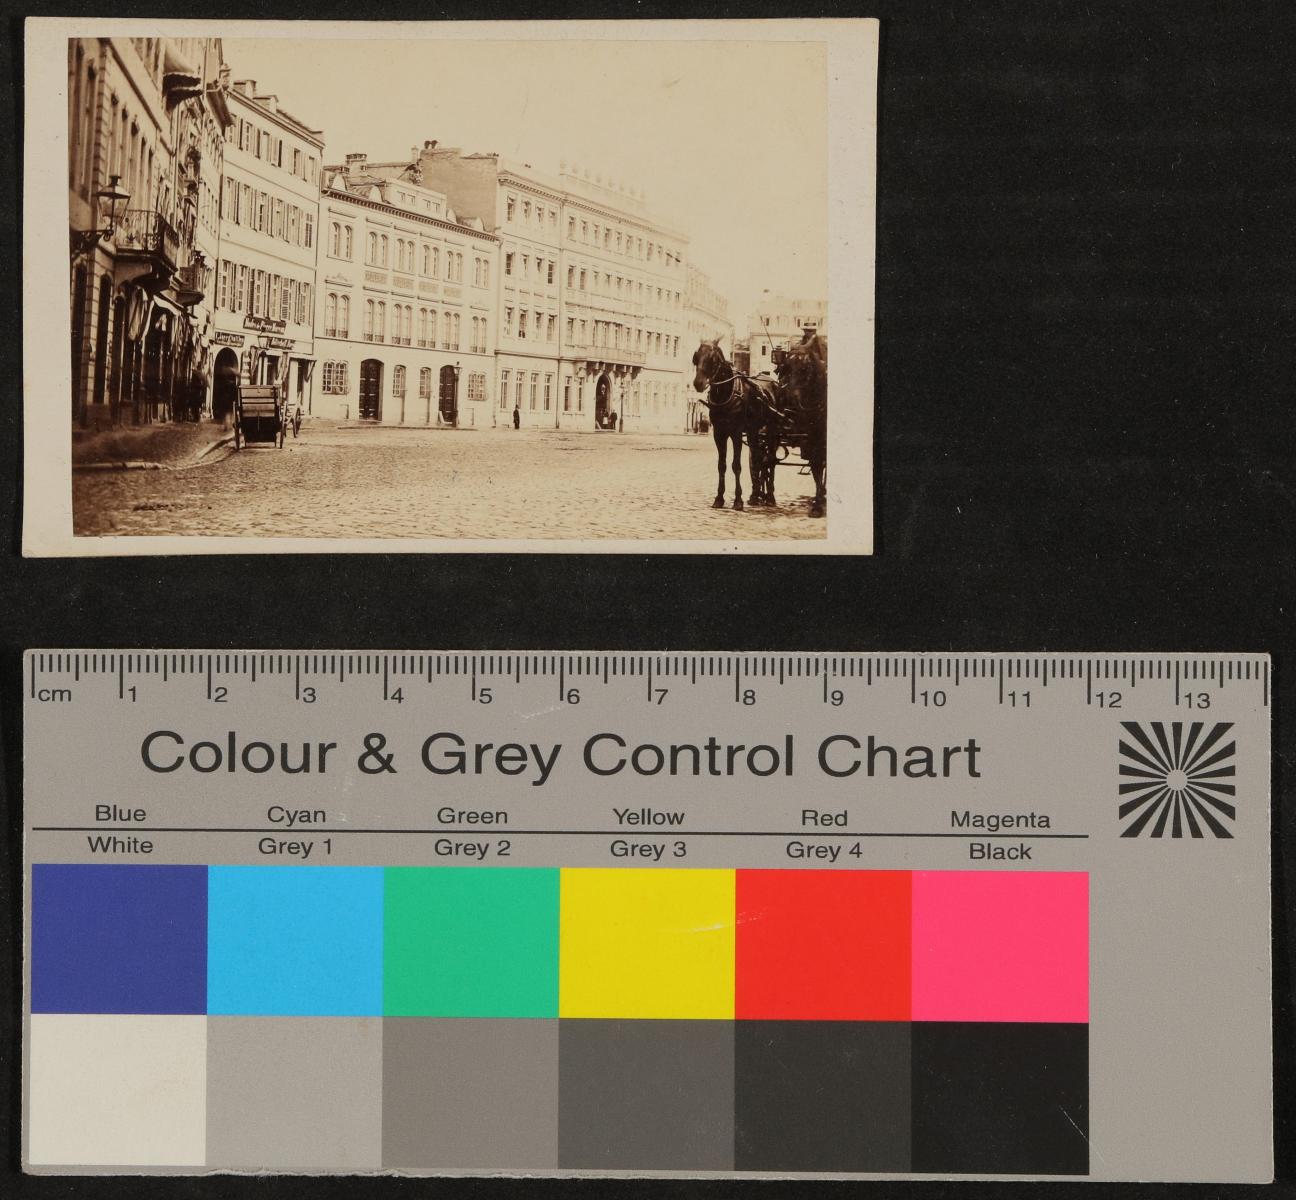 cm 1 2 3 4 5 6 7 8 9 10 11 12 13
Colour & Grey Control Chart
Blue Cyan Green Yellow Red Magenta
White Grey 1 Grey 2 Grey 3 Grey 4 Black